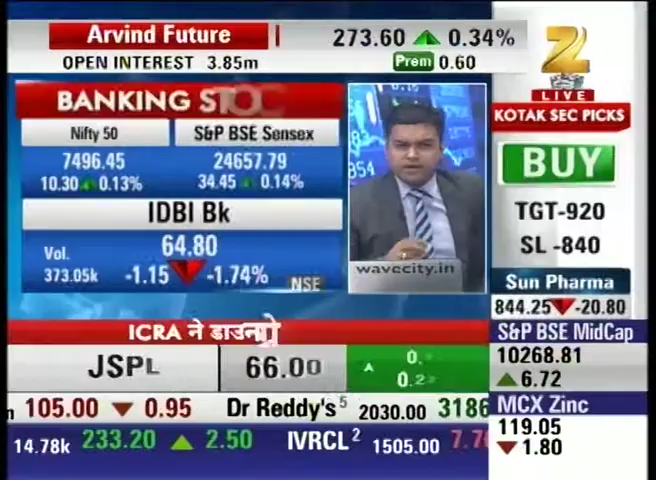 Arvind Future
273.60 0.34%
OPEN INTEREST 3.85m
Prem 0.60
LIVE
KOTAK SEC PICKS
BUY
TGT-920
SL -840
Sun Pharma
844.25 -20.80
BANKING STOC
Nifty 50
S&P BSE Sensex
7496.45
24657.79
10.30 0.13%
34.45 0.14%
IDBI Bk
Vol.
64.80
373.05k
-1.15 -1.74%
NSE
wavecity.in
ICRA ने
JSPL
66.00
S&P BSE MidCap
10268.81
6.72
105.00 0.95 Dr Reddy's 5 2030.00 3186
MCX Zinc
119.05
1.80
14.78k 233.20 2.50 IVRCL 2 1505.00